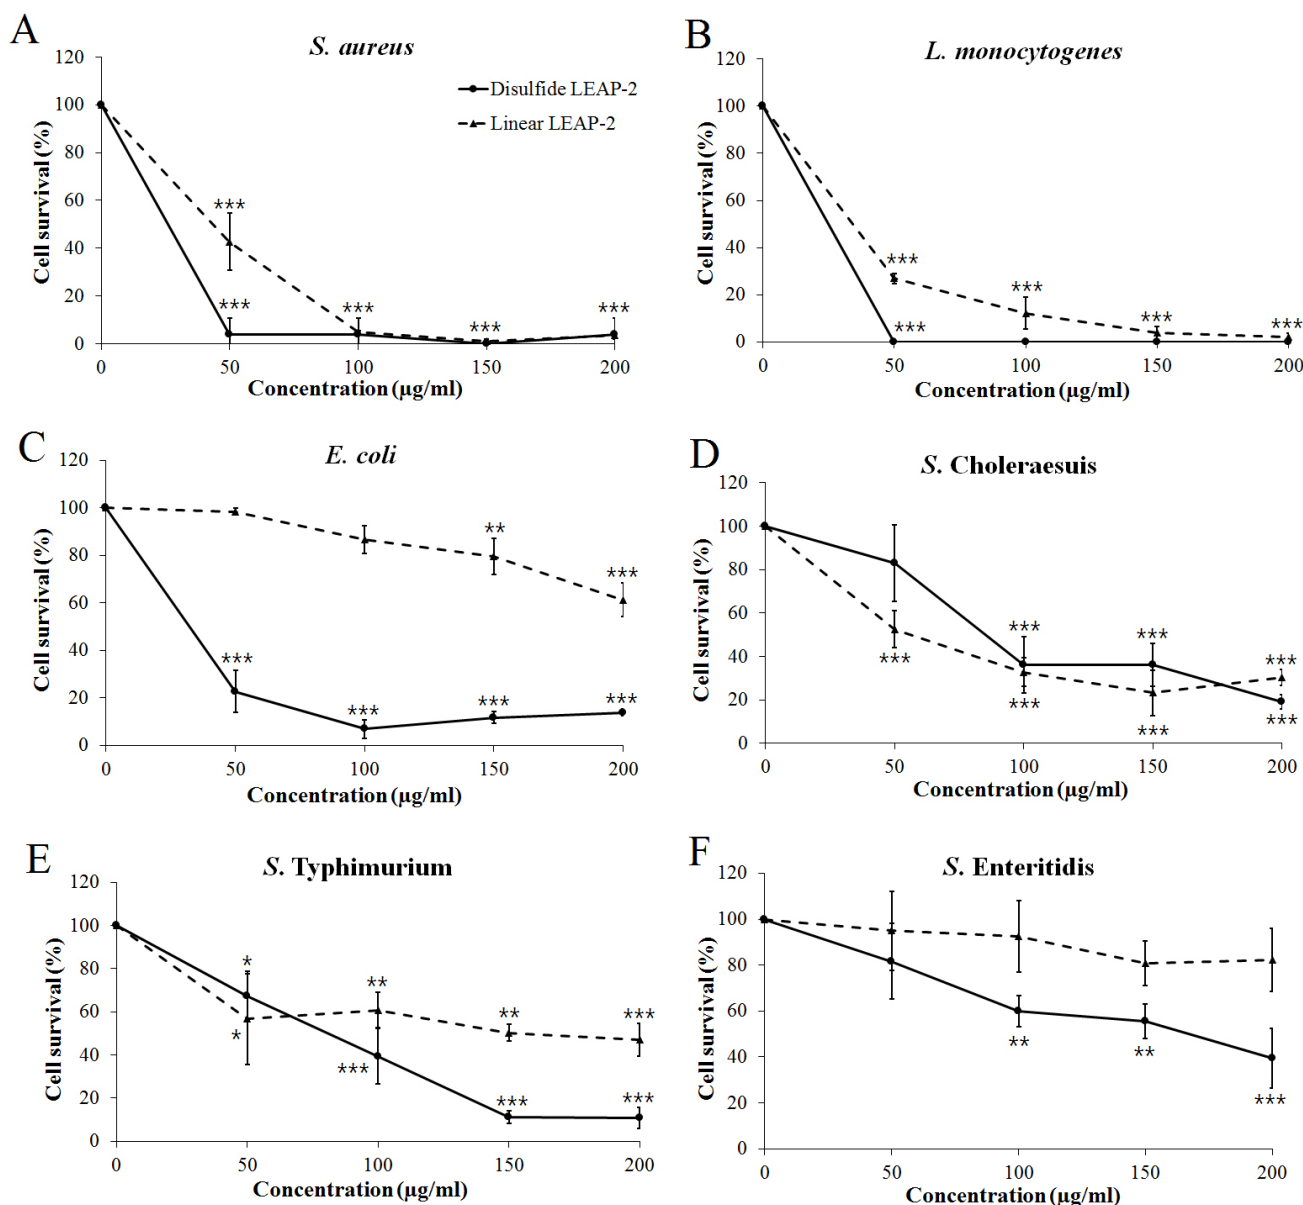 A
S. aureus
120
100
80
60
40
20
0
Cell survival (%)
Disulfide LEAP-2
Linear LEAP-2
***
***
***
***
***
0 50 100 150 200
Concentration (µg/ml)
B
L. monocytogenes
120
100
80
60
40
20
0
Cell survival (%)
***
***
***
***
***
0 50 100 150 200
Concentration (µg/ml)
C
E. coli
120
100
80
60
40
20
0
Cell survival (%)
**
***
***
***
***
***
0 50 100 150 200
Concentration (µg/ml)
D
S. Choleraesuis
120
100
80
60
40
20
0
Cell survival (%)
***
***
***
***
***
***
***
0 50 100 150 200
Concentration (µg/ml)
E
S. Typhimurium
120
100
80
60
40
20
0
Cell survival (%)
*
**
**
***
*
***
***
***
0 50 100 150 200
Concentration (µg/ml)
F
S. Enteritidis
120
100
80
60
40
20
0
Cell survival (%)
**
**
***
0 50 100 150 200
Concentration (µg/ml)